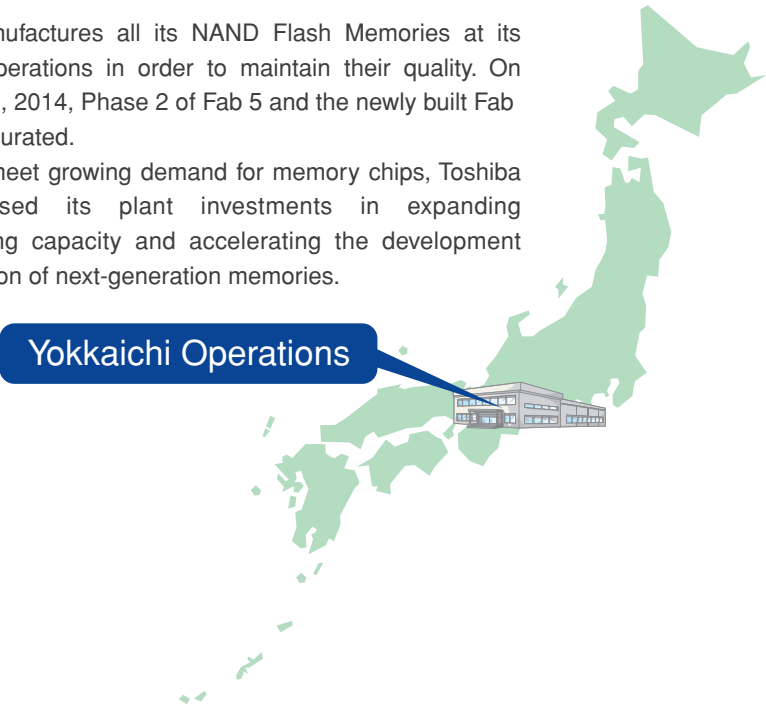 nufactures all its NAND Flash Memories at its
perations in order to maintain their quality. On
, 2014, Phase 2 of Fab 5 and the newly built Fab
urated.
neet growing demand for memory chips, Toshiba
sed its plant investments in expanding
ng capacity and accelerating the development
on of next-generation memories.
Yokkaichi Operations